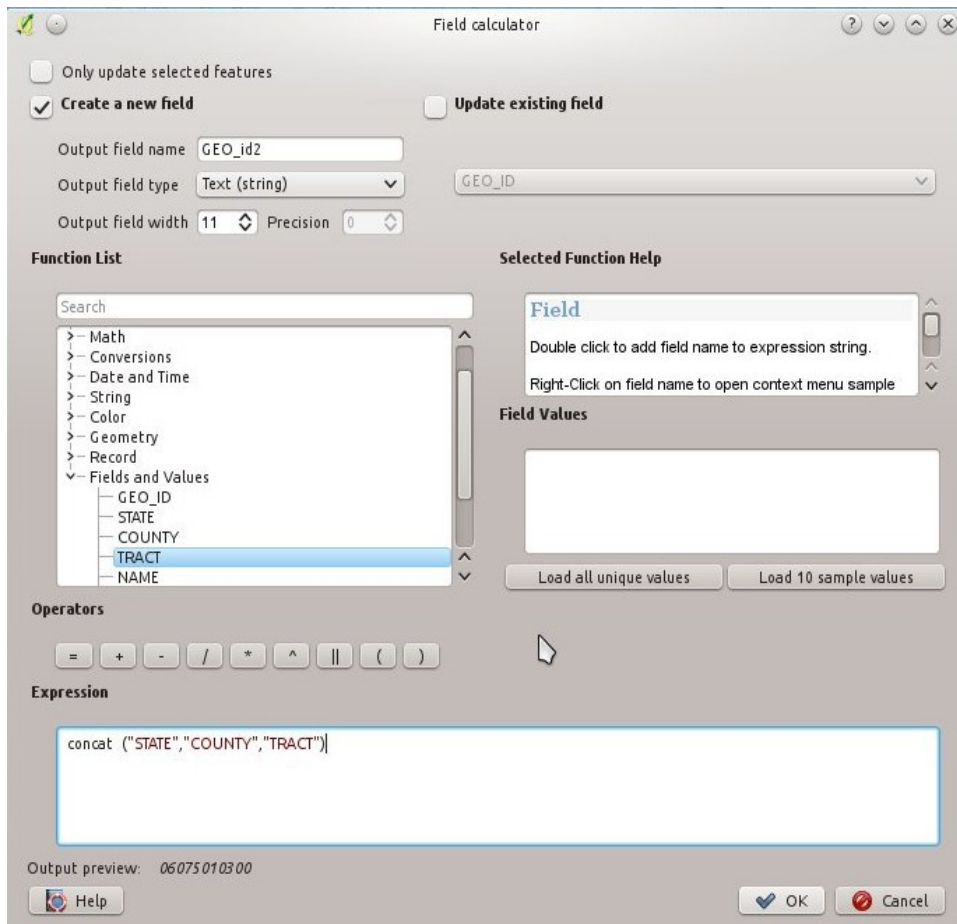 Field calculator
Only update selected features
Create a new field
Update existing field
Output field name GEO_id2
Output field type Text (string)
GEO_ID
Output field width 11 Precision 0
Function List
Selected Function Help
Search
Math
Conversions
Date and Time
String
Color
Geometry
Record
Fields and Values
GEO_ID
STATE
COUNTY
TRACT
NAME
Field
Double click to add field name to expression string.
Right-Click on field name to open context menu sample
Field Values
Load all unique values Load 10 sample values
Operators
= + - / * ^ || ( )
Expression
concat ("STATE","COUNTY","TRACT")
Output preview: 06075010300
Help OK Cancel